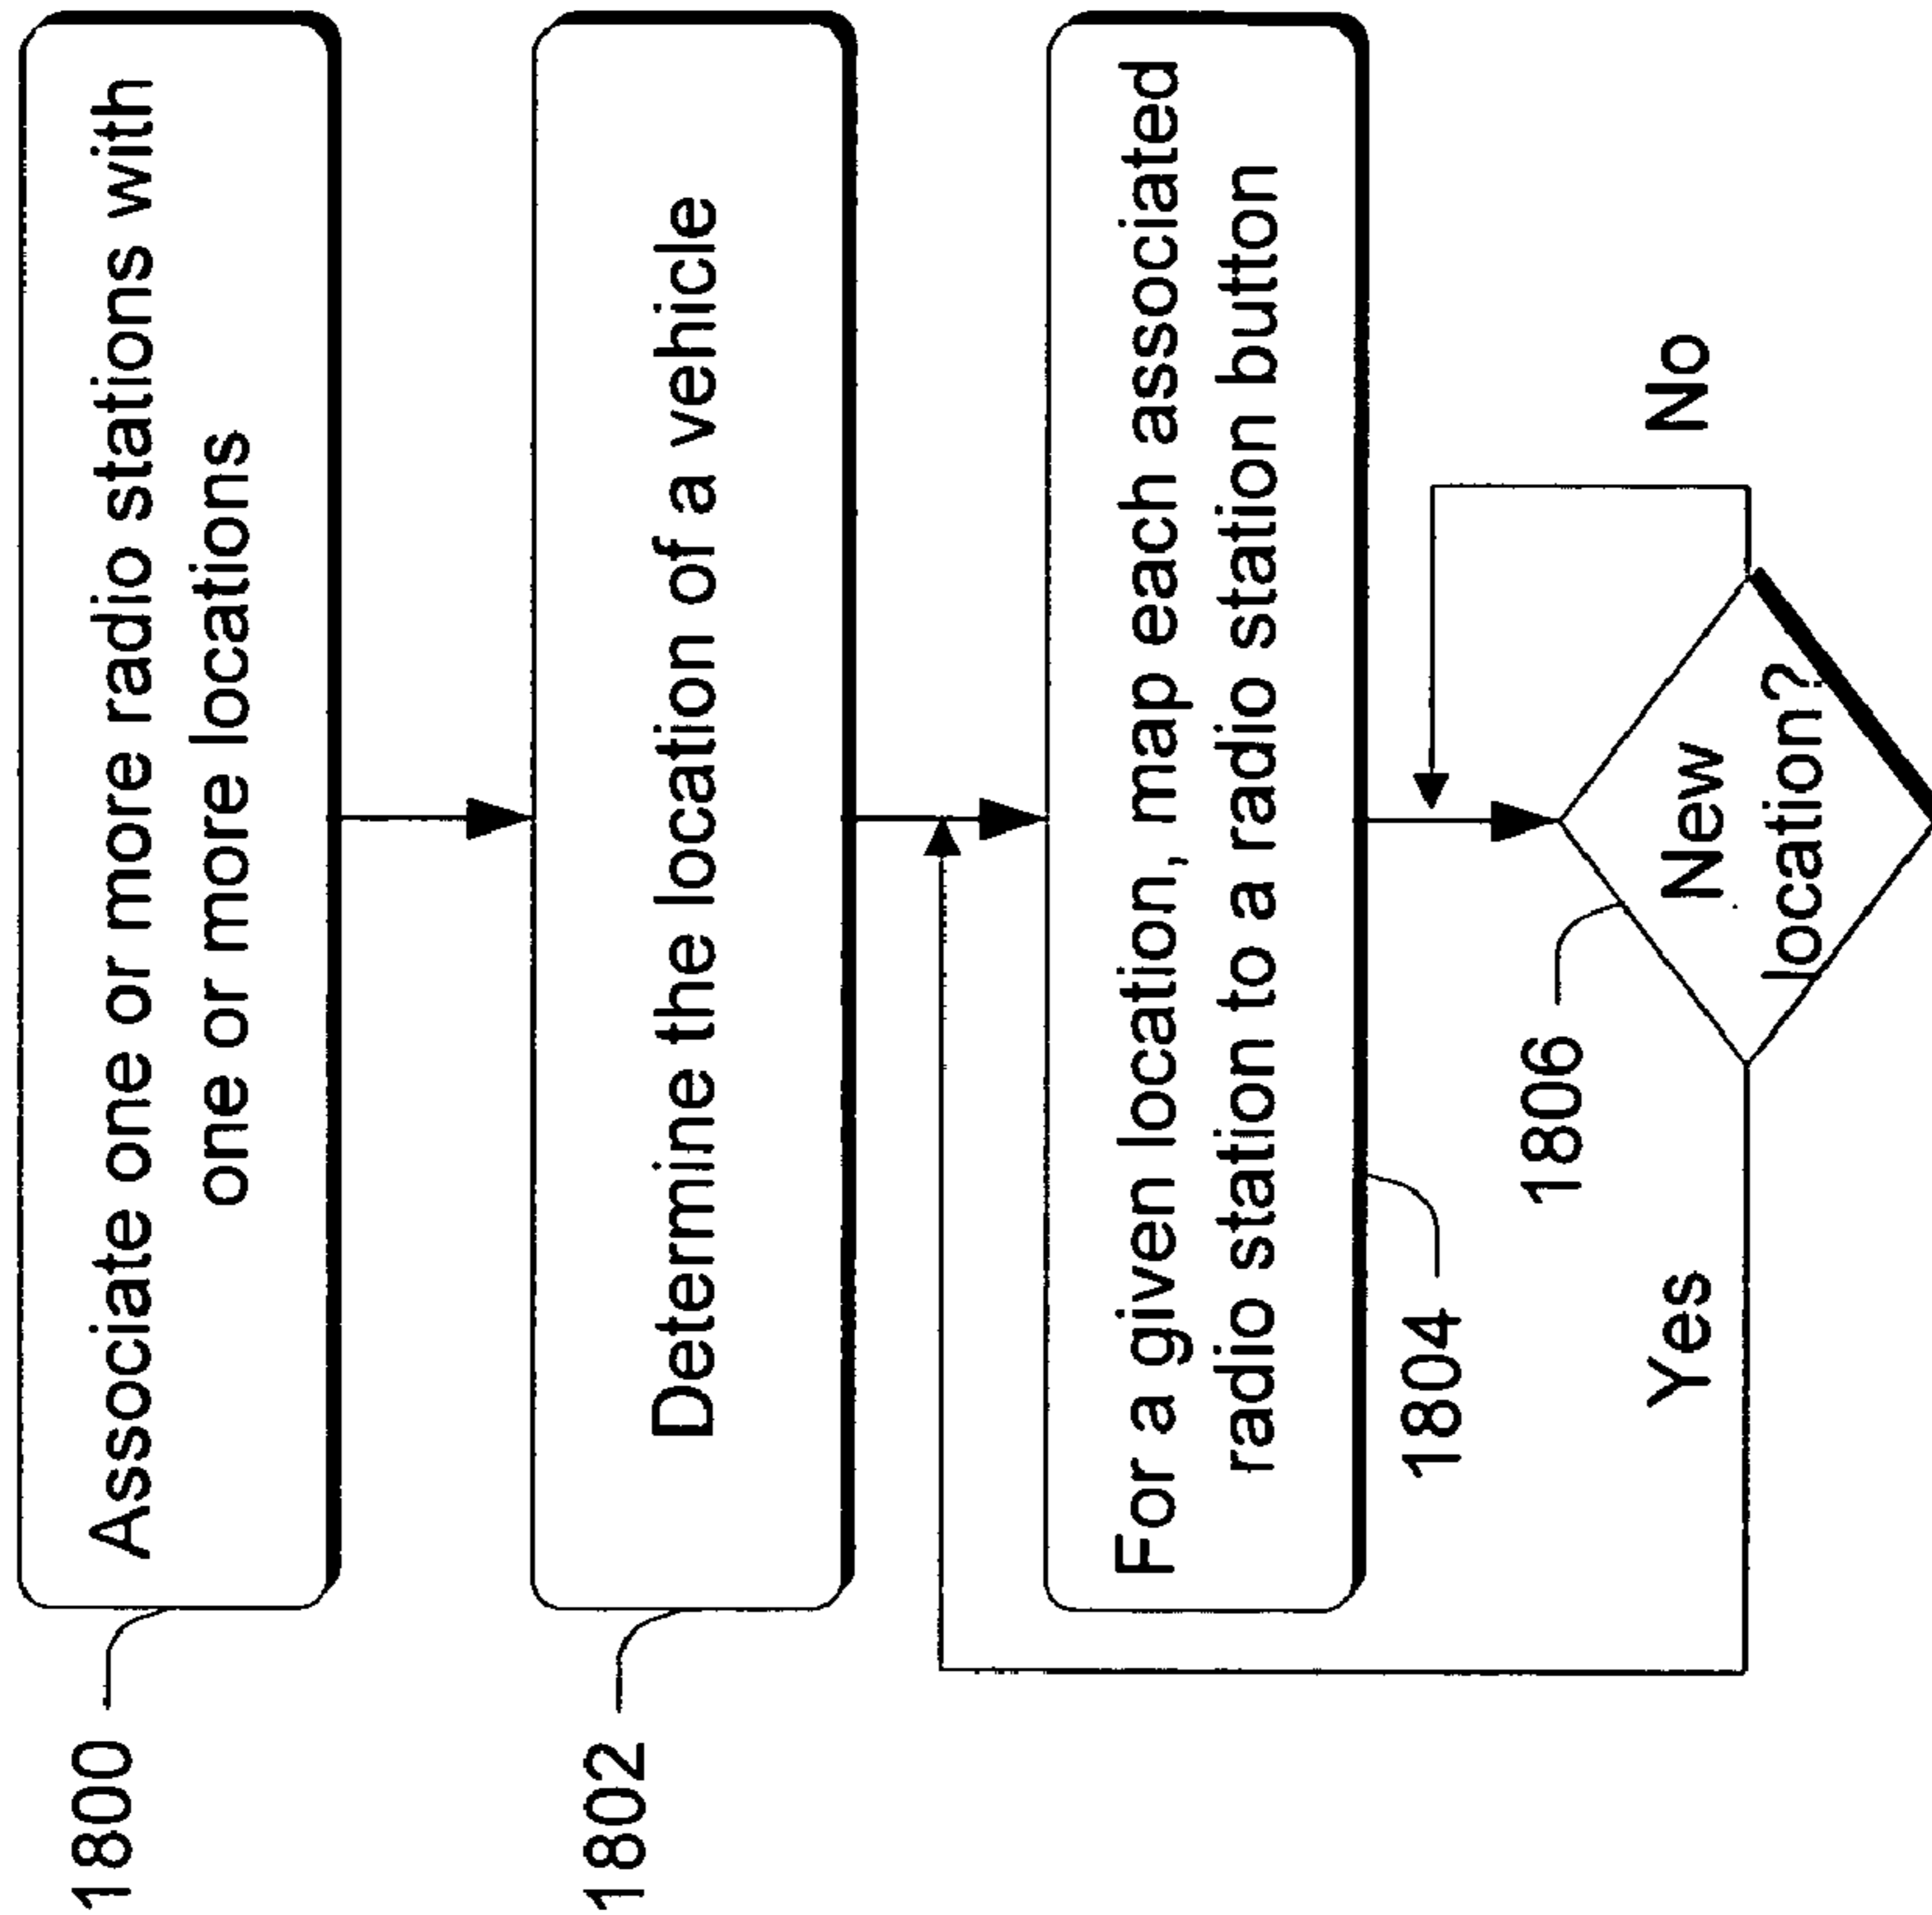 1800
Associate one or more radio stations with
one or more locations
1802
Determine the location of a vehicle
For a given location, map each associated
radio station to a radio station button
1804
1806
New
location?
Yes
No